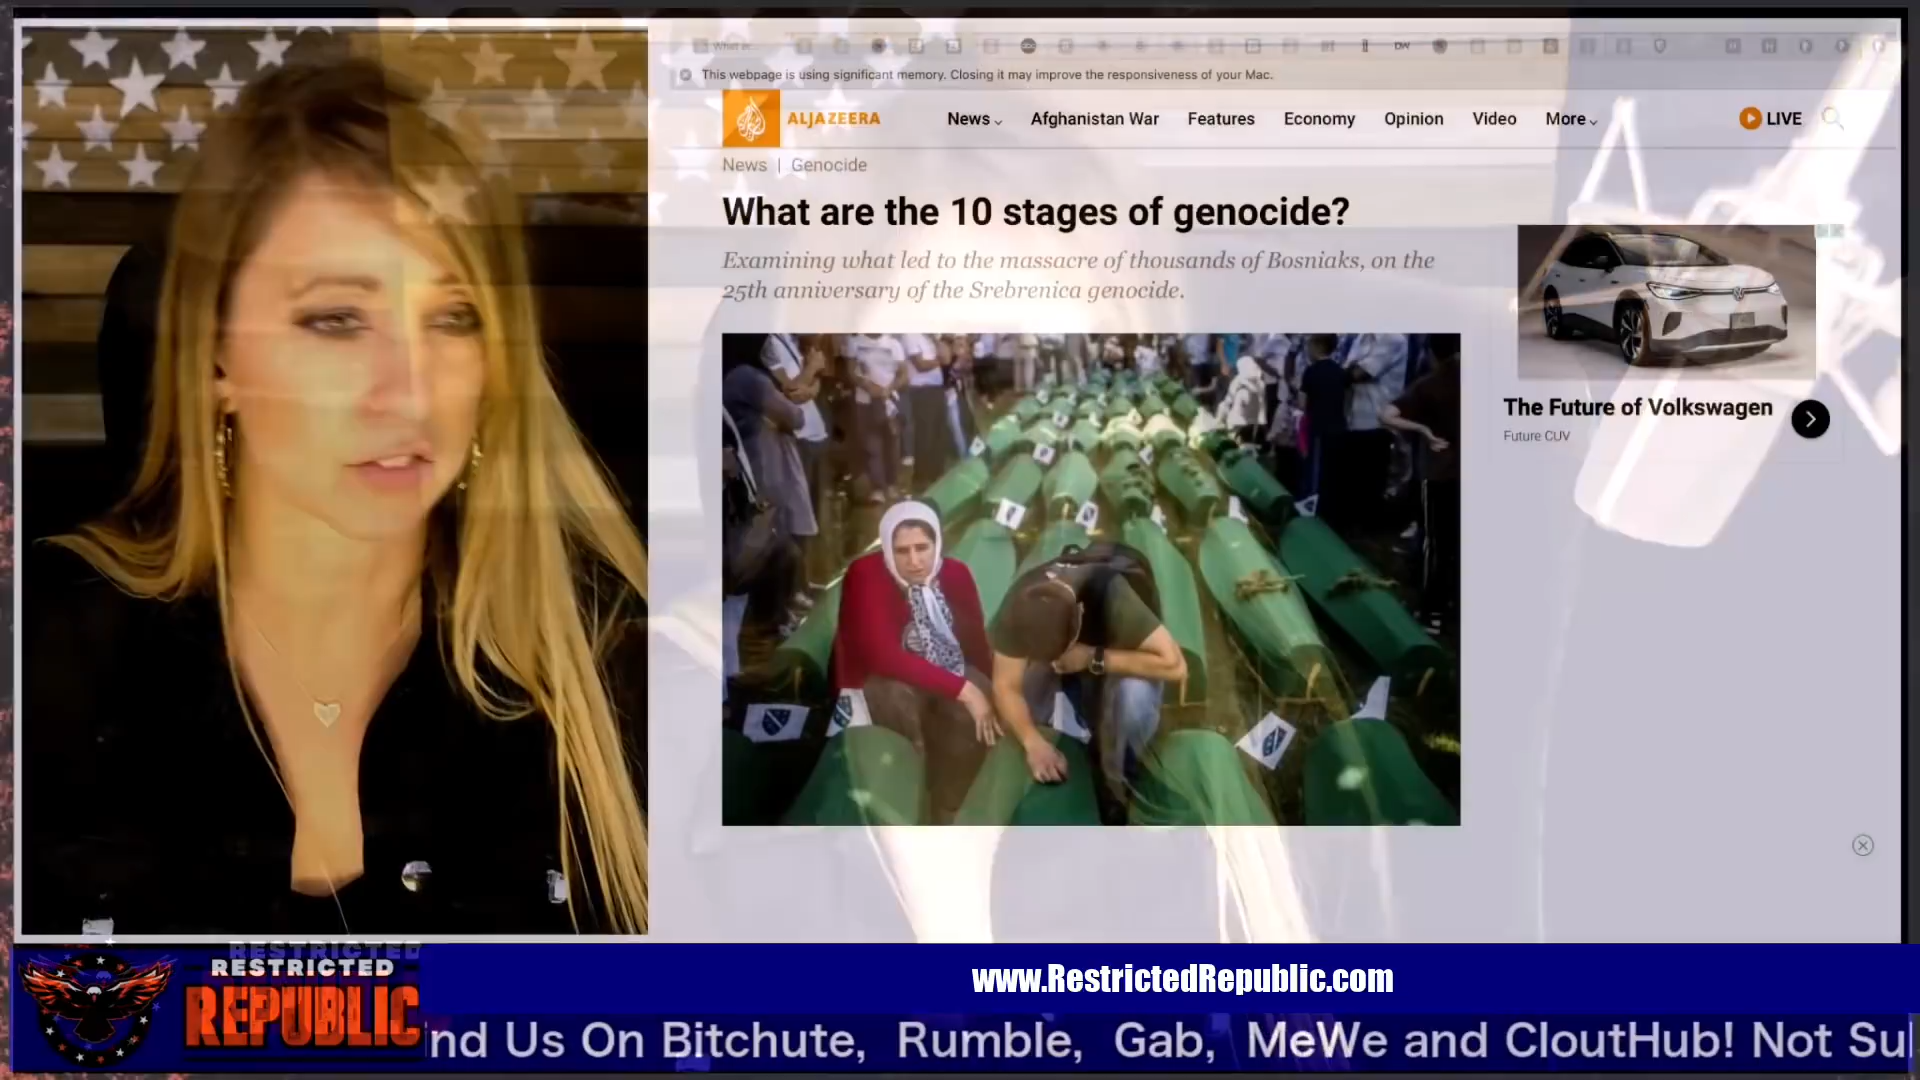 What ar...
This webpage is using significant memory. Closing it may improve the responsiveness of your Mac.
ALJAZEERA
News Afghanistan War Features Economy Opinion Video More LIVE
News | Genocide
What are the 10 stages of genocide?
Examining what led to the massacre of thousands of Bosniaks, on the
25th anniversary of the Srebrenica genocide.
The Future of Volkswagen
Future CUV
RESTRICTED
RESTRICTED
REPUBLIC
www.RestrictedRepublic.com
nd Us On Bitchute, Rumble, Gab, MeWe and CloutHub! Not Su